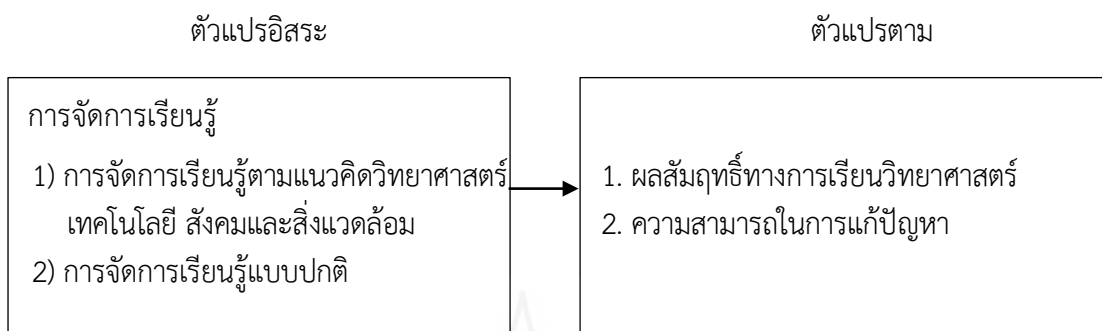 ตัวแปรอิสระ
ตัวแปรตาม
การจัดการเรียนรู้
1) การจัดการเรียนรู้ตามแนวคิดวิทยาศาสตร์
เทคโนโลยี สังคมและสิ่งแวดล้อม
2) การจัดการเรียนรู้แบบปกติ
1. ผลสัมฤทธิ์ทางการเรียนวิทยาศาสตร์
2. ความสามารถในการแก้ปัญหา